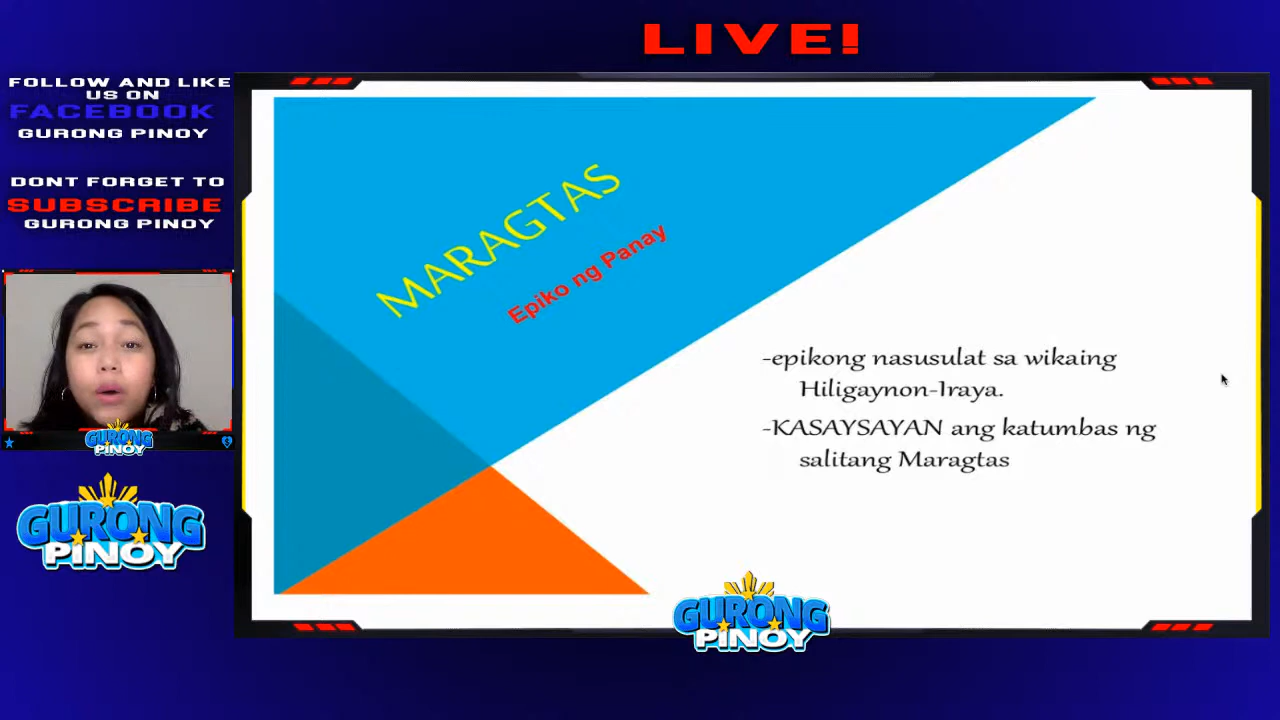 LIVE!
FOLLOW AND LIKE
US ON
FACEBOOK
GURONG PINOY
DONT FORGET TO
SUBSCRIBE
GURONG PINOY
GURONG
PINOY
GURONG
PINOY
MARAGTAS
Epiko ng Panay
-epikong nasusulat sa wikaing
Hiligaynon-Iraya.
-KASAYSAYAN ang katumbas ng
salitang Maragtas
GURONG
PINOY